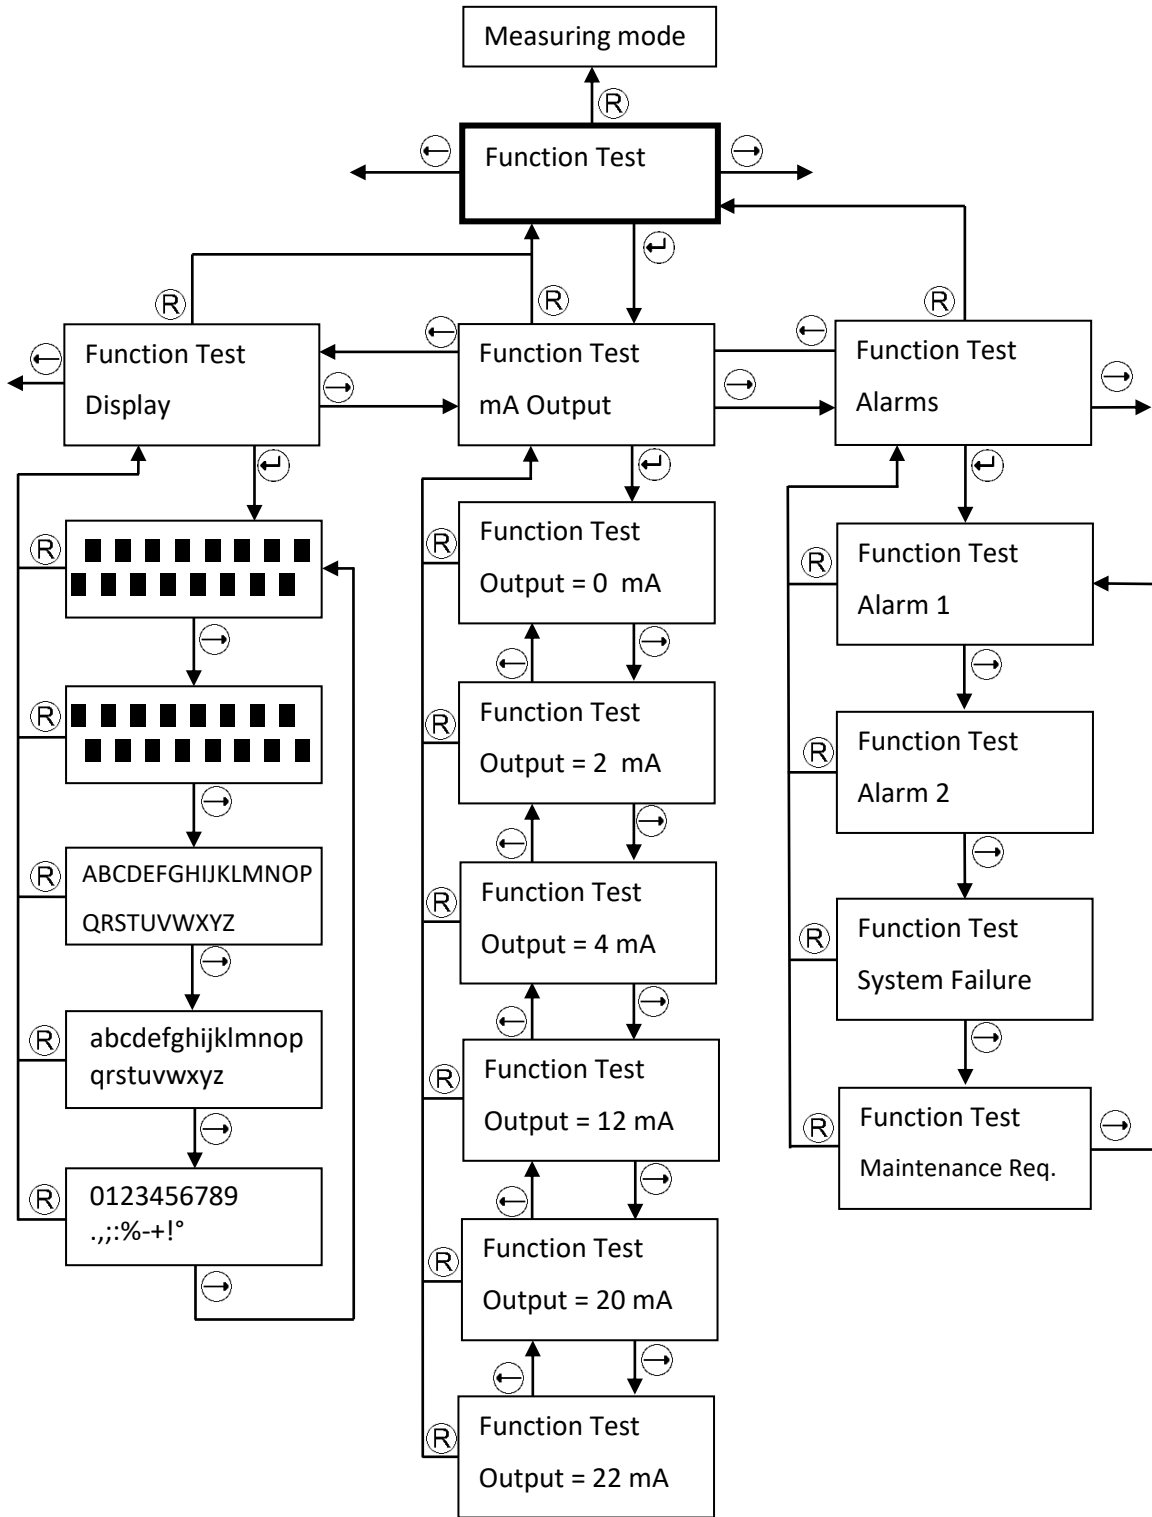 Measuring mode
R
Function Test
R
R
R
Function Test
Display
Function Test
mA Output
Function Test
Alarms
R
R
R
R
R
Function Test
Output = 0  mA
R
Function Test
Output = 2  mA
R
Function Test
Output = 4 mA
R
Function Test
Output = 12 mA
R
Function Test
Output = 20 mA
R
Function Test
Output = 22 mA
R
Function Test
Alarm 1
R
Function Test
Alarm 2
R
Function Test
System Failure
R
Function Test
Maintenance Req.
ABCDEFGHIJKLMNOP
QRSTUVWXYZ
abcdefghijklmnop
qrstuvwxyz
R
0123456789
.,;:%-+!°